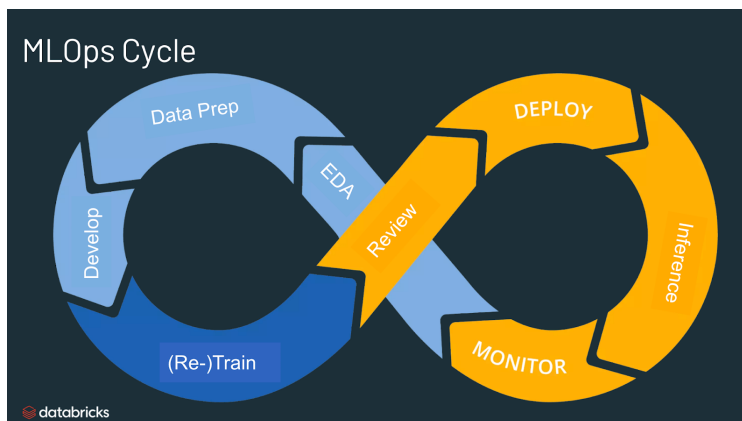 MLOps Cycle
Data Prep
DEPLOY
EDA
Review
Develop
Inference
(Re-)Train
MONITOR
databricks